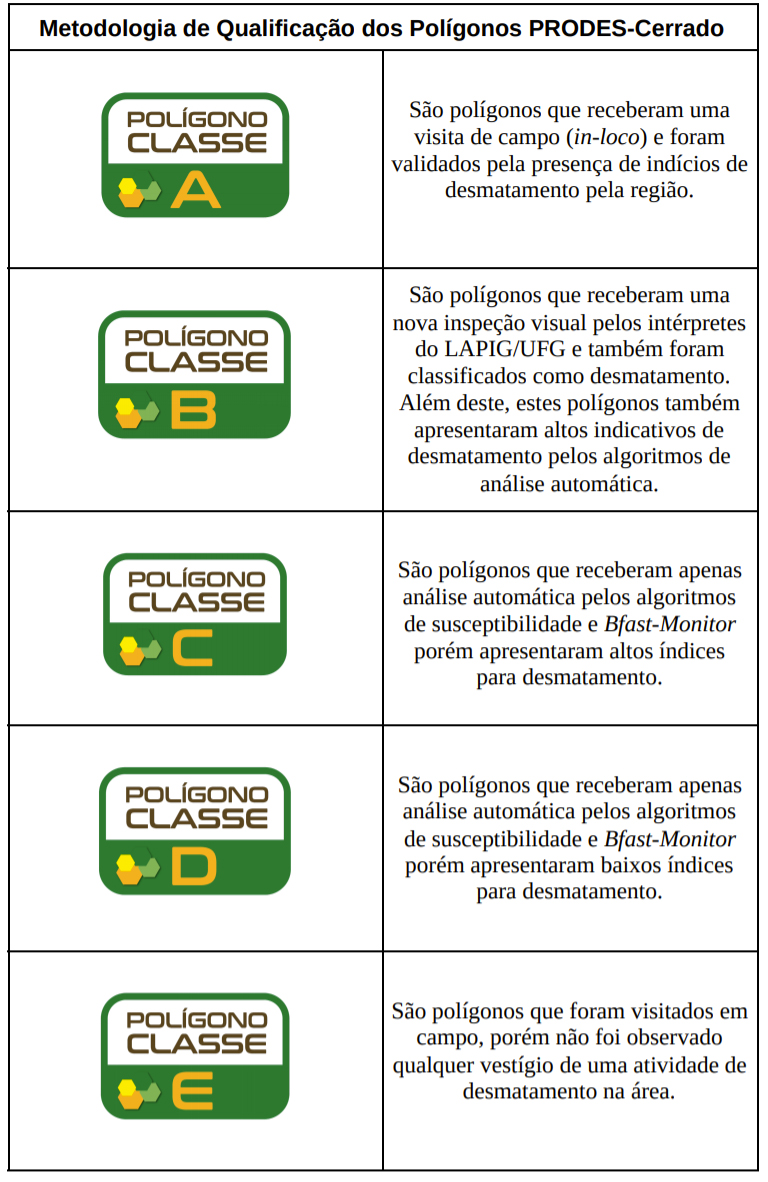 Metodologia de Qualificação dos Polígonos PRODES-Cerrado
POLÍGONO
CLASSE
A
São polígonos que receberam uma
visita de campo (in-loco) e foram
validados pela presença de indícios de
desmatamento pela região.
POLÍGONO
CLASSE
B
São polígonos que receberam uma
nova inspeção visual pelos intérpretes
do LAPIG/UFG e também foram
classificados como desmatamento.
Além deste, estes polígonos também
apresentaram altos indicativos de
desmatamento pelos algoritmos de
análise automática.
POLÍGONO
CLASSE
C
São polígonos que receberam apenas
análise automática pelos algoritmos
de susceptibilidade e Bfast-Monitor
porém apresentaram altos índices
para desmatamento.
POLÍGONO
CLASSE
D
São polígonos que receberam apenas
análise automática pelos algoritmos
de susceptibilidade e Bfast-Monitor
porém apresentaram baixos índices
para desmatamento.
POLÍGONO
CLASSE
E
São polígonos que foram visitados em
campo, porém não foi observado
qualquer vestígio de uma atividade de
desmatamento na área.